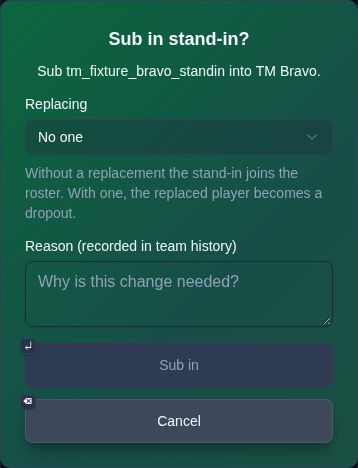 Sub in stand-in?
Sub tm_fixture_bravo_standin into TM Bravo.
Replacing
No one
Without a replacement the stand-in joins the
roster. With one, the replaced player becomes a
dropout.
Reason (recorded in team history)
Why is this change needed?
Sub in
Cancel